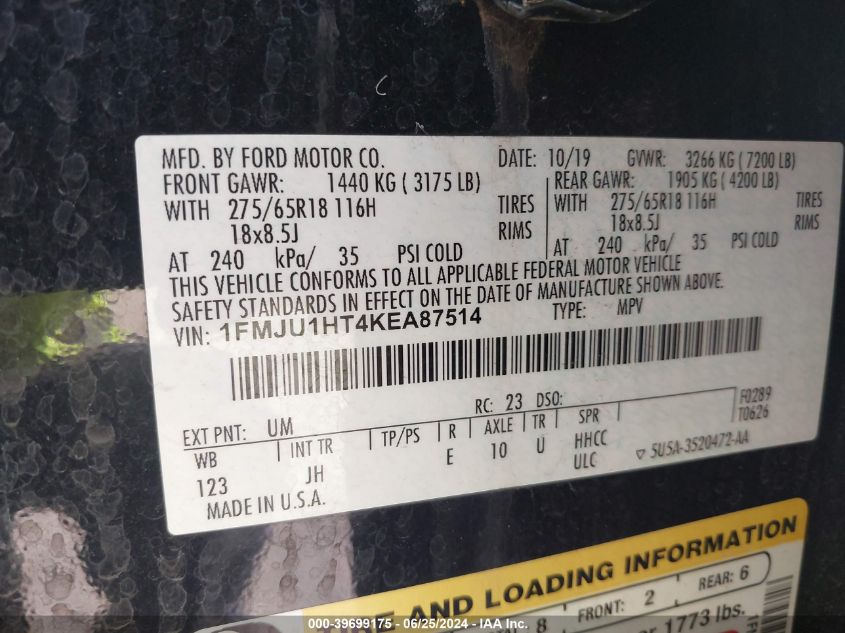 MFD. BY FORD MOTOR CO. DATE: 10/19 GVWR: 3266 KG ( 7200 LB)
FRONT GAWR: 1440 KG ( 3175 LB) REAR GAWR: 1905 KG ( 4200 LB)
WITH 275/65R18 116H TIRES WITH 275/65R18 116H TIRES
18x8.5J RIMS 18x8.5J RIMS
AT 240 kPa/ 35 PSI COLD AT 240 kPa/ 35 PSI COLD
THIS VEHICLE CONFORMS TO ALL APPLICABLE FEDERAL MOTOR VEHICLE
SAFETY STANDARDS IN EFFECT ON THE DATE OF MANUFACTURE SHOWN ABOVE.
VIN: 1FMJU1HT4KEA87514 TYPE: MPV
RC: 23 DSO: F0289
T0626
EXT PNT: UM
WB INT TR TP/PS R AXLE TR SPR
123 JH E 10 U HHCC
ULC
▽ 5U5A-3520472-AA
MADE IN U.S.A.
AND LOADING INFORMATION
8 FRONT: 2 REAR: 6
1773 lbs.
000-39699175 - 06/25/2024 - IAAI.com